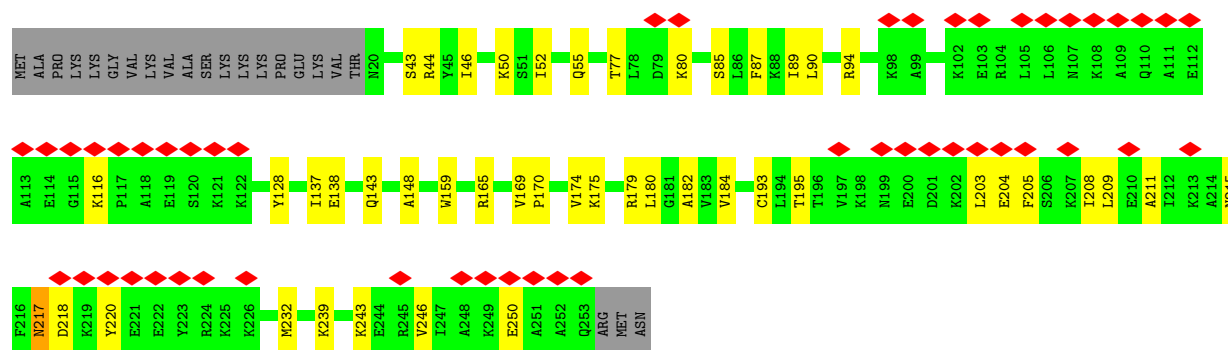 MET ALA PRO LYS LYS GLY VAL LYS VAL ALA SER LYS LYS LYS PRO GLU LYS VAL THR N20 S43 R44 Y45 I46 K50 S51 I52 Q55 T77 L78 D79 K80 S85 L86 F87 K88 I89 L90 R94 K98 A99 K102 E103 R104 L105 L106 N107 K108 A109 Q110 A111 E112
A113 E114 G115 K116 P117 A118 E119 S120 K121 K122 Y128 I137 E138 Q143 A148 W159 R165 V169 P170 V174 K175 R179 L180 G181 A182 V183 V184 C193 L194 T195 T196 V197 K198 N199 E200 D201 K202 L203 E204 F205 S206 K207 I208 L209 E210 A211 I212 K213 A214
F216 N217 D218 K219 Y220 E221 E222 Y223 R224 K225 K226 M232 K239 K243 E244 R245 V246 I247 A248 K249 E250 A251 A252 Q253 ARG MET ASN